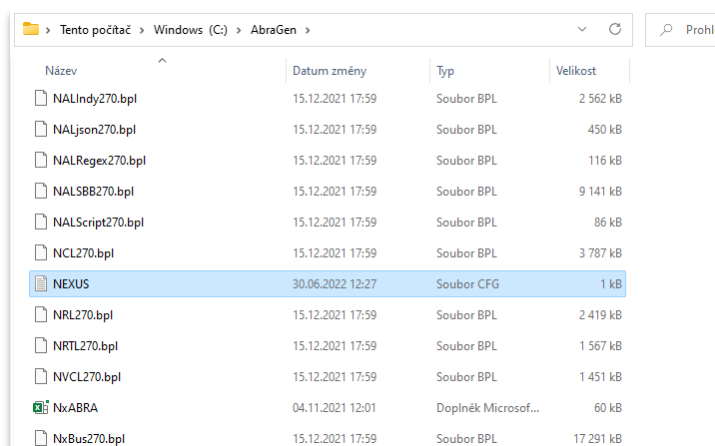 Tento počítač > Windows (C:) > AbraGen >
Prohl
Název Datum změny Typ Velikost
NALIndy270.bpl 15.12.2021 17:59 Soubor BPL 2 562 kB
NALjson270.bpl 15.12.2021 17:59 Soubor BPL 450 kB
NALRegex270.bpl 15.12.2021 17:59 Soubor BPL 116 kB
NALSBB270.bpl 15.12.2021 17:59 Soubor BPL 9 141 kB
NALScript270.bpl 15.12.2021 17:59 Soubor BPL 86 kB
NCL270.bpl 15.12.2021 17:59 Soubor BPL 3 787 kB
NEXUS 30.06.2022 12:27 Soubor CFG 1 kB
NRL270.bpl 15.12.2021 17:59 Soubor BPL 2 419 kB
NRTL270.bpl 15.12.2021 17:59 Soubor BPL 1 567 kB
NVCL270.bpl 15.12.2021 17:59 Soubor BPL 1 451 kB
NxABRA 04.11.2021 12:01 Doplněk Microsof... 60 kB
NxBus270.bpl 15.12.2021 17:59 Soubor BPL 17 291 kB